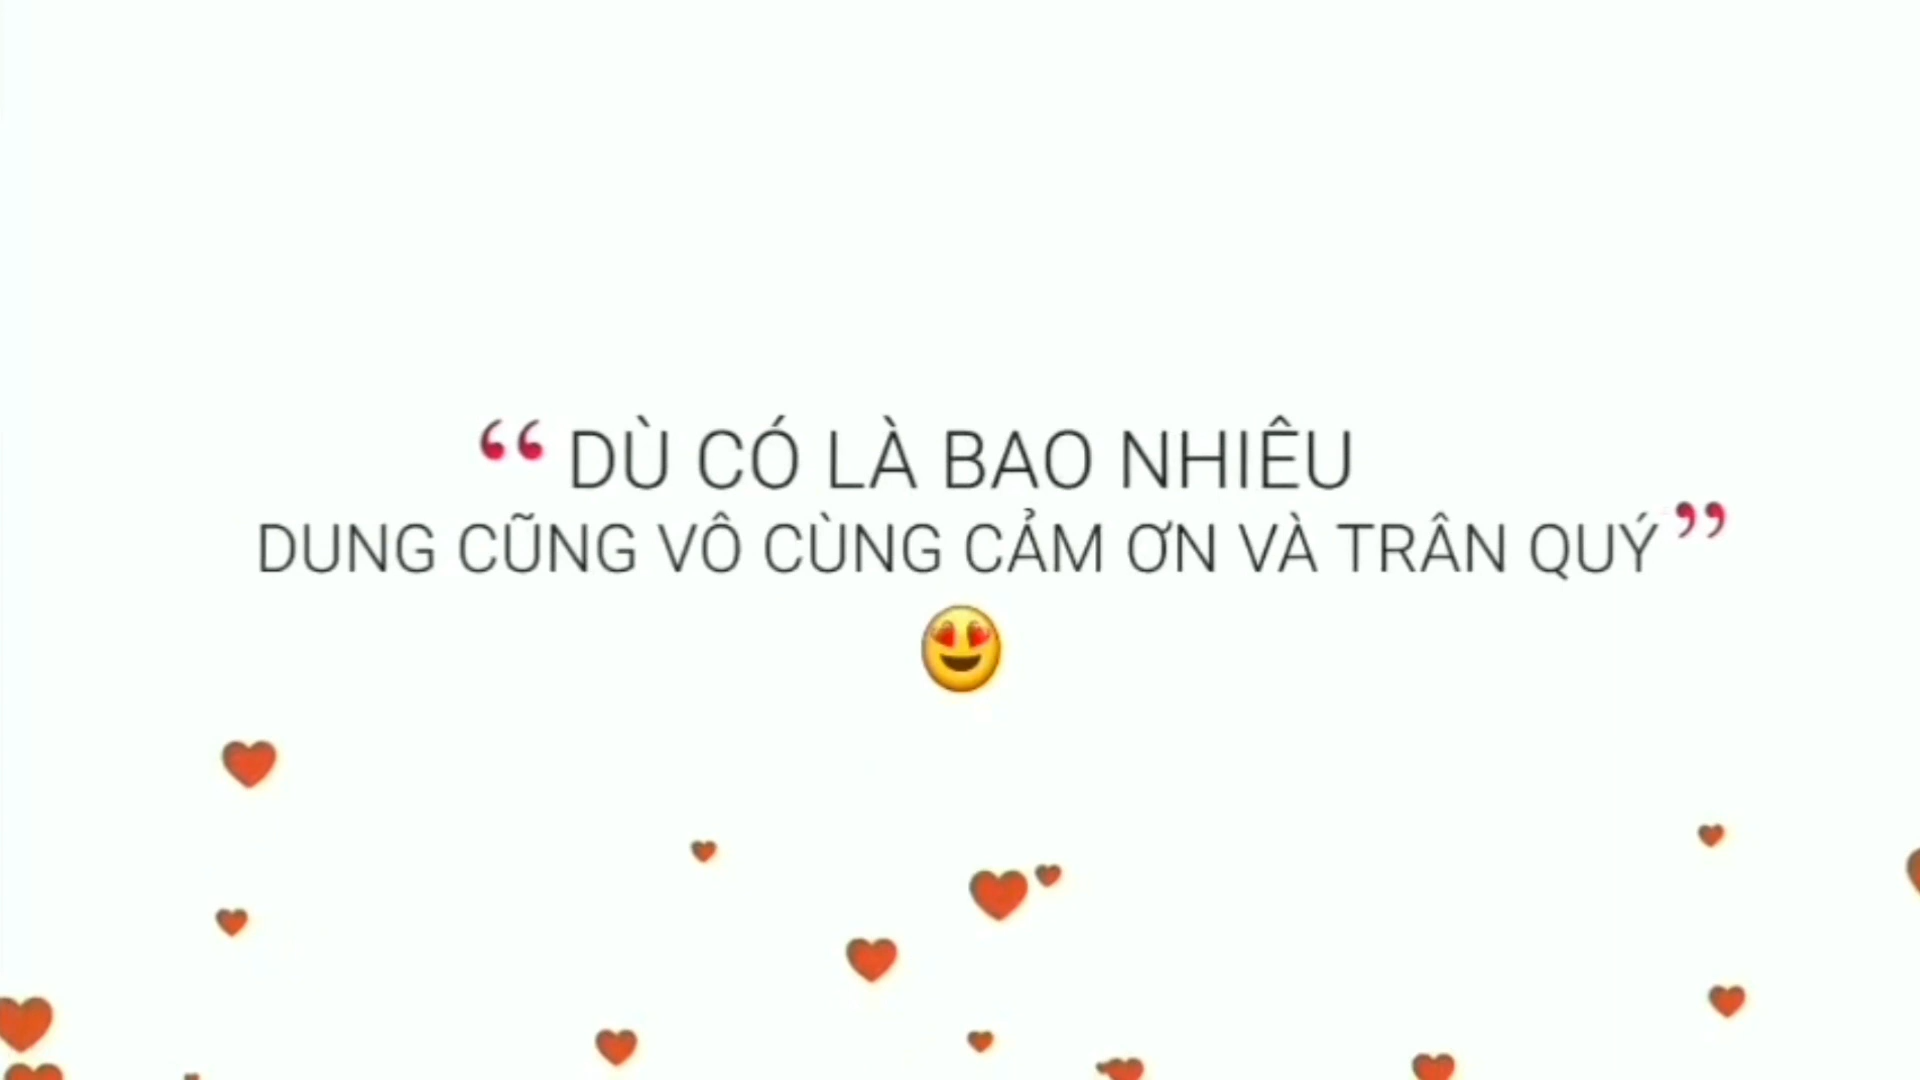 “ DÙ CÓ LÀ BAO NHIÊU
DUNG CŨNG VÔ CÙNG CẢM ƠN VÀ TRÂN QUÝ ”